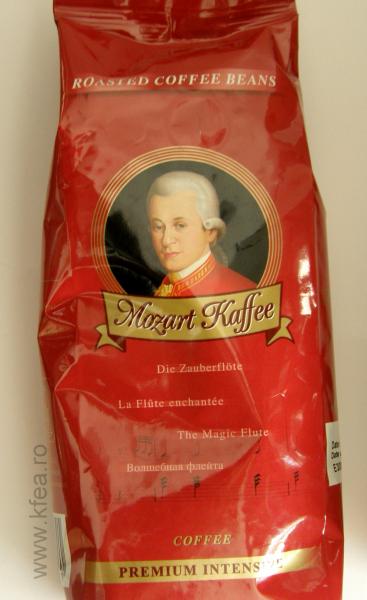 ROASTED COFFEE BEANS
Mozart Kaffee
Die Zauberflöte
La Flûte enchantée
The Magic Flute
Волшебная флейта
COFFEE
PREMIUM INTENSIVE
www.kfea.ro